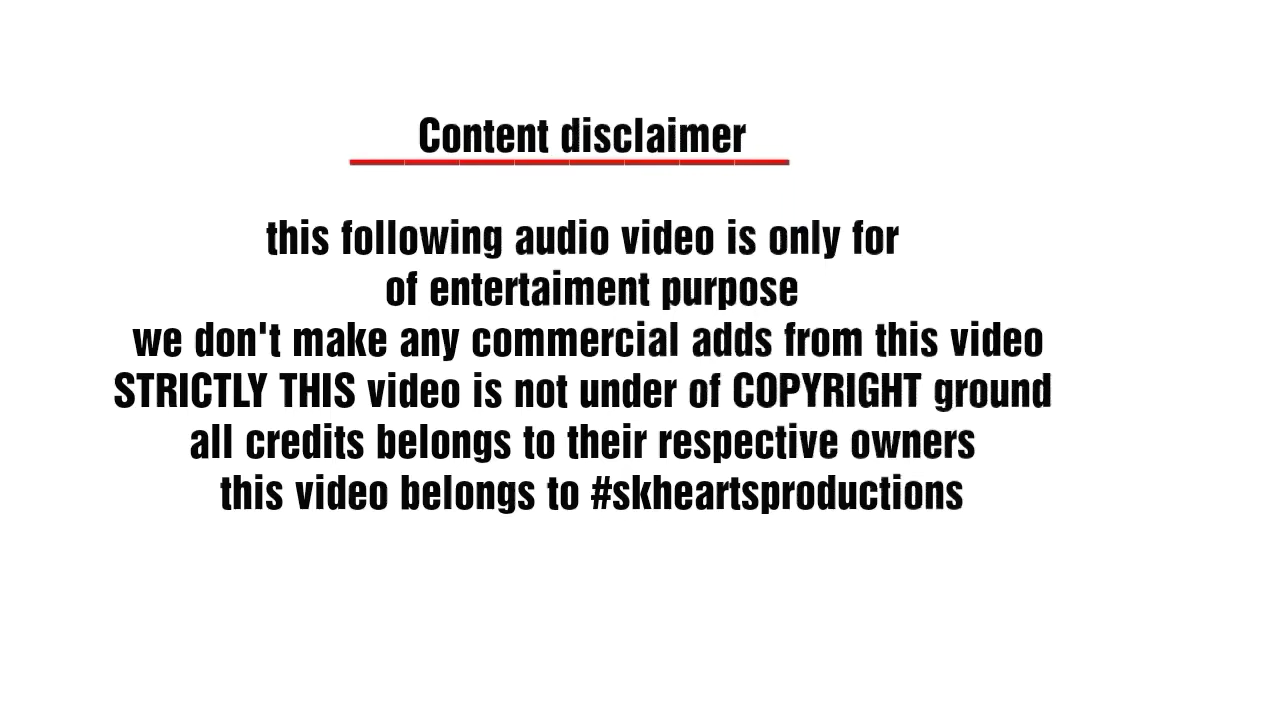 Content disclaimer
this following audio video is only for
of entertaiment purpose
we don't make any commercial adds from this video
STRICTLY THIS video is not under of COPYRIGHT ground
all credits belongs to their respective owners
this video belongs to #skheartsproductions